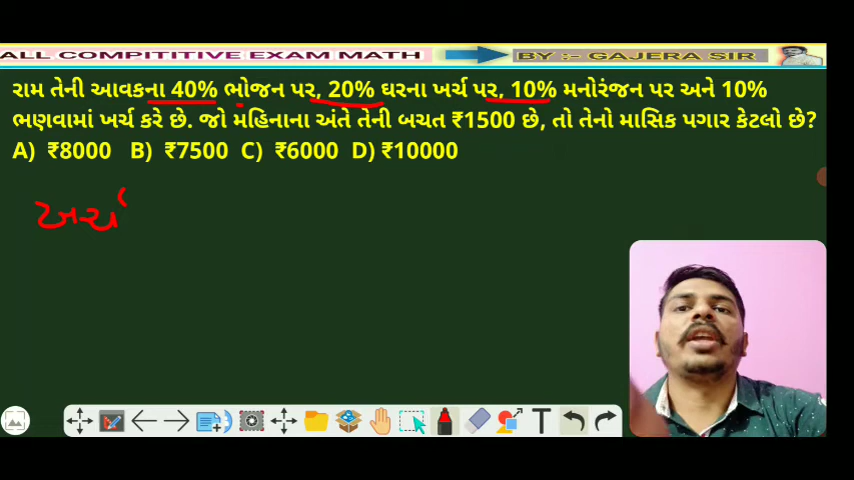 ALL COMPITITIVE EXAM MATH BY :- GAJERA SIR
રામ તેની આવકના 40% ભોજન પર, 20% ઘરના ખર્ચ પર, 10% મનોરંજન પર અને 10%
ભણવામાં ખર્ચ કરે છે. જો મહિનાના અંતે તેની બચત ₹1500 છે, તો તેનો માસિક પગાર કેટલો છે?
A) ₹8000 B) ₹7500 C) ₹6000 D) ₹10000
ખર્ચ
T